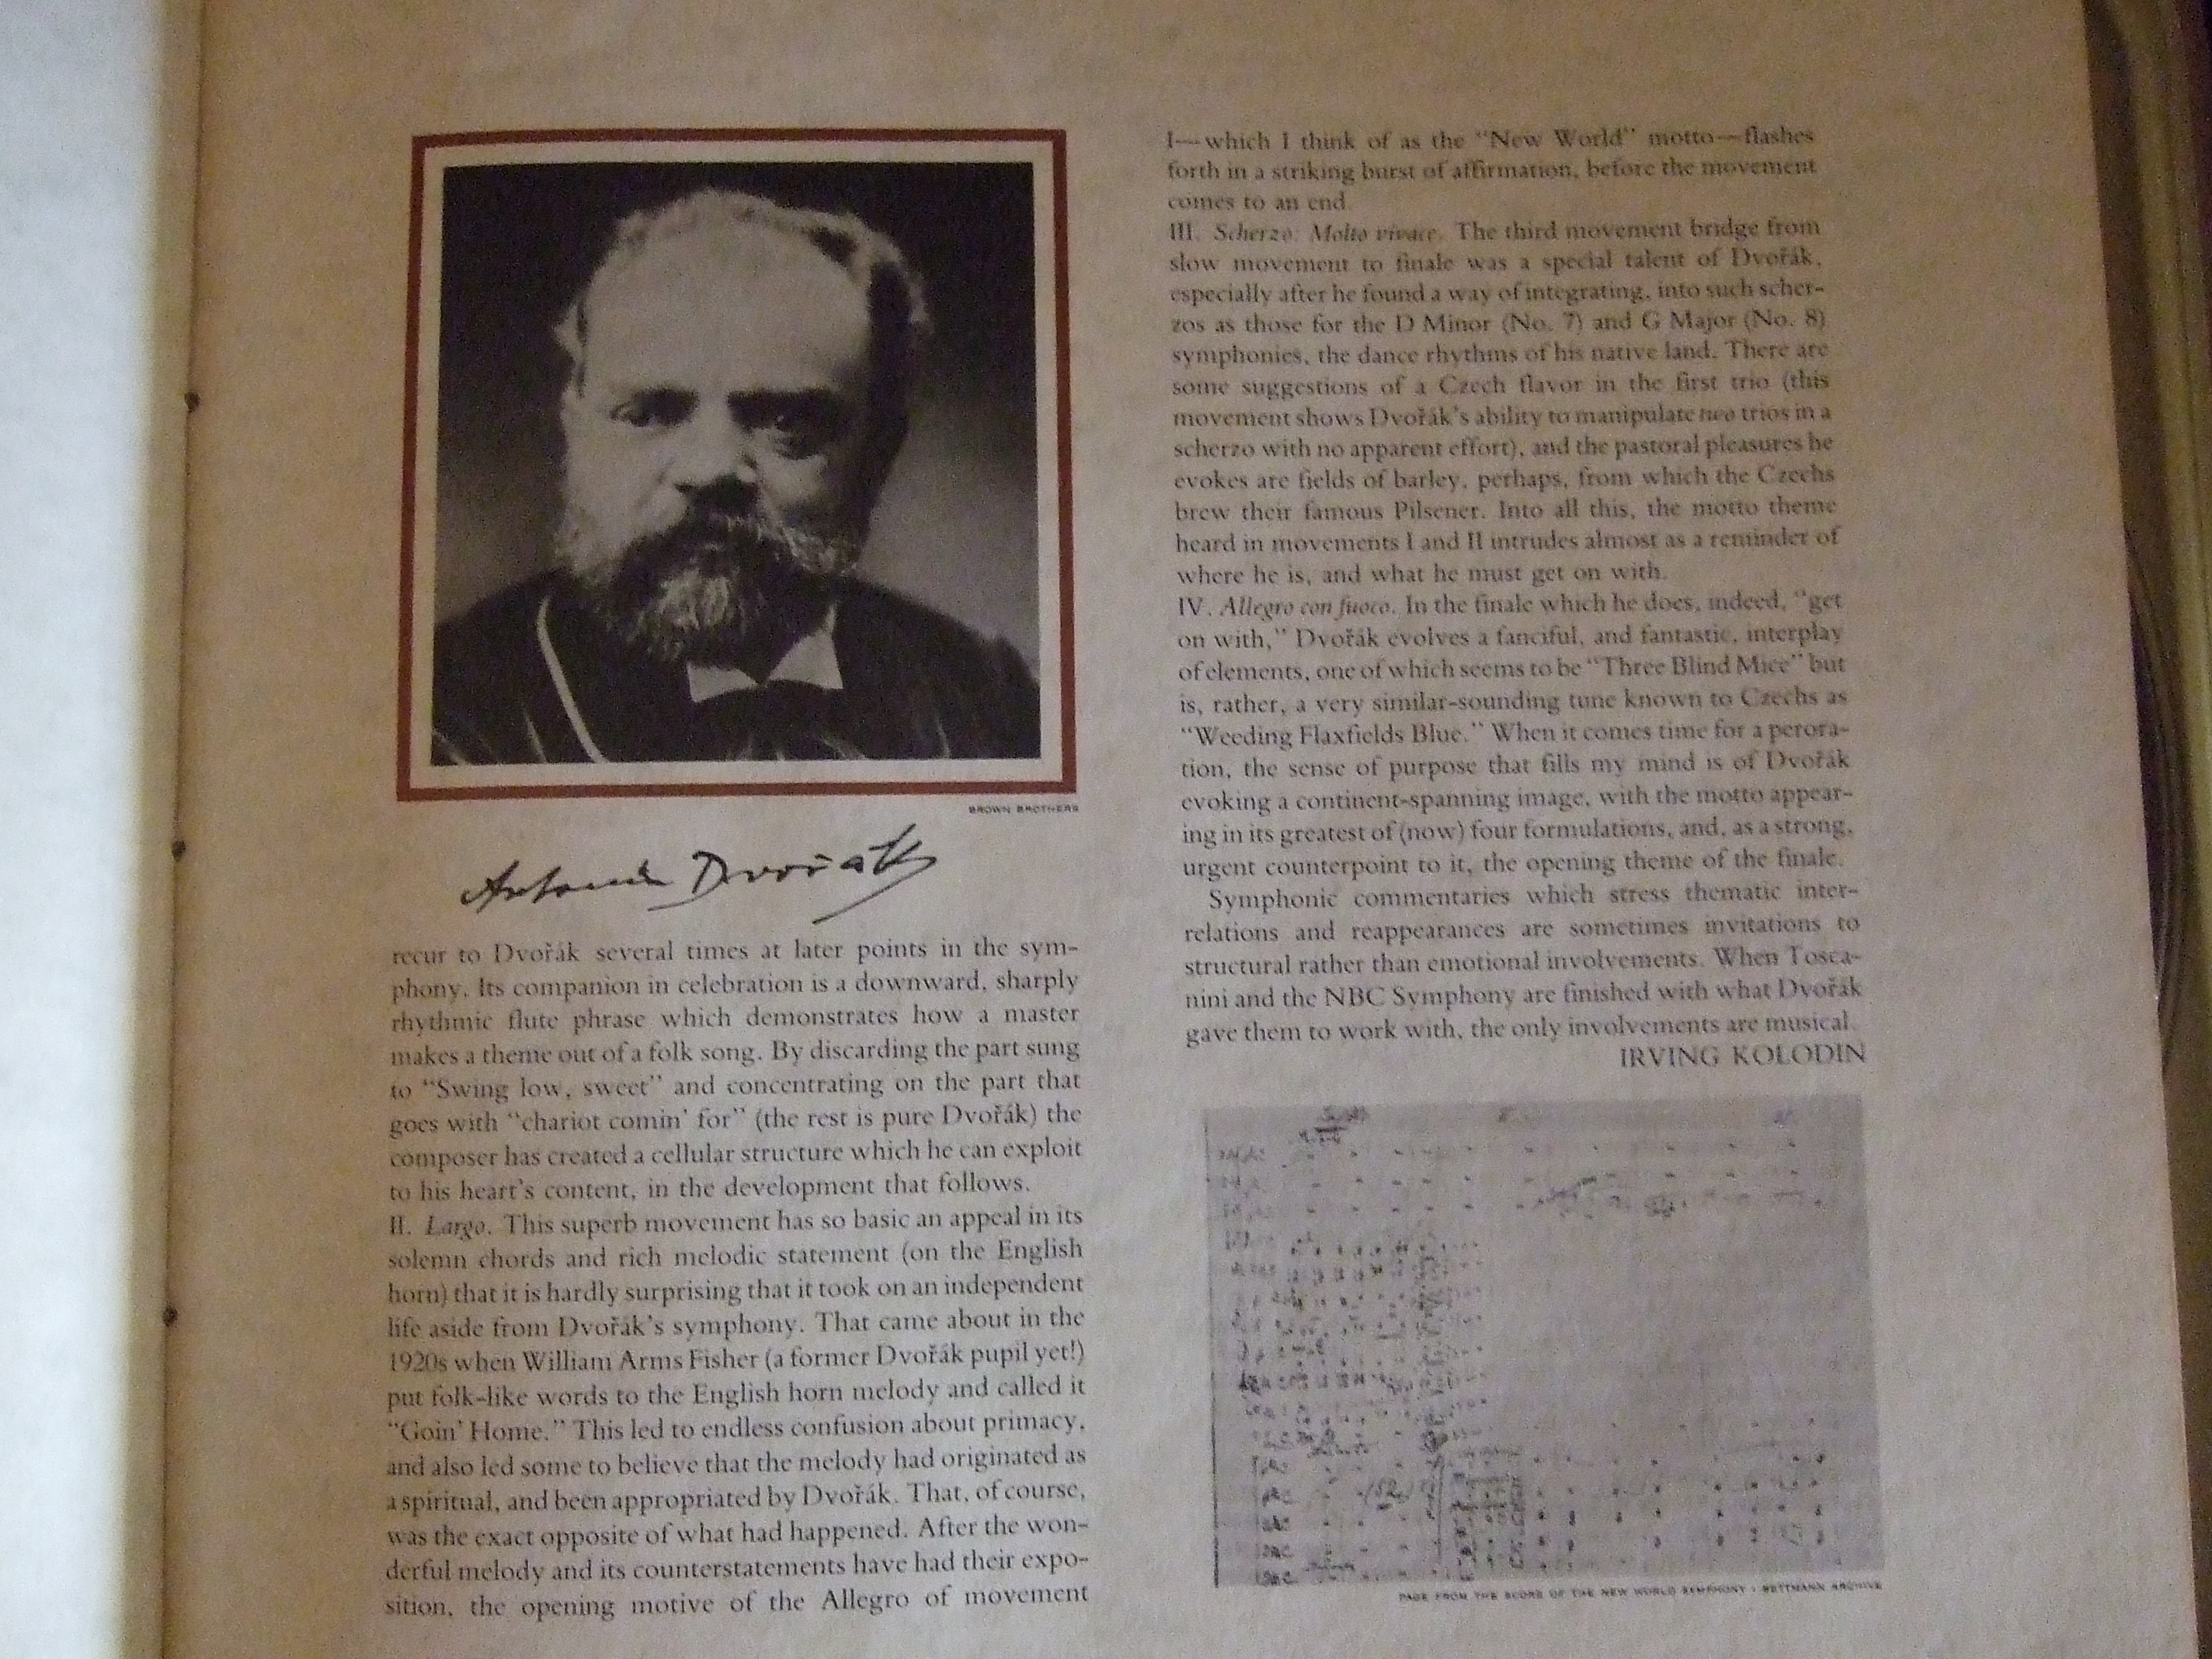 BROWN BROTHERS
Antonín Dvořák
recur to Dvořák several times at later points in the sym-
phony. Its companion in celebration is a downward, sharply
rhythmic flute phrase which demonstrates how a master
makes a theme out of a folk song. By discarding the part sung
to “Swing low, sweet” and concentrating on the part that
goes with “chariot comin’ for” (the rest is pure Dvořák) the
composer has created a cellular structure which he can exploit
to his heart’s content, in the development that follows.
II. Largo. This superb movement has so basic an appeal in its
solemn chords and rich melodic statement (on the English
horn) that it is hardly surprising that it took on an independent
life aside from Dvořák’s symphony. That came about in the
1920s when William Arms Fisher (a former Dvořák pupil yet!)
put folk-like words to the English horn melody and called it
“Goin’ Home.” This led to endless confusion about primacy,
and also led some to believe that the melody had originated as
a spiritual, and been appropriated by Dvořák. That, of course,
was the exact opposite of what had happened. After the won-
derful melody and its counterstatements have had their expo-
sition, the opening motive of the Allegro of movement
I—which I think of as the “New World” motto—flashes
forth in a striking burst of affirmation, before the movement
comes to an end.
III. Scherzo: Molto vivace. The third movement bridge from
slow movement to finale was a special talent of Dvořák,
especially after he found a way of integrating, into such scher-
zos as those for the D Minor (No. 7) and G Major (No. 8)
symphonies, the dance rhythms of his native land. There are
some suggestions of a Czech flavor in the first trio (this
movement shows Dvořák’s ability to manipulate two trios in a
scherzo with no apparent effort), and the pastoral pleasures he
evokes are fields of barley, perhaps, from which the Czechs
brew their famous Pilsener. Into all this, the motto theme
heard in movements I and II intrudes almost as a reminder of
where he is, and what he must get on with.
IV. Allegro con fuoco. In the finale which he does, indeed, “get
on with,” Dvořák evolves a fanciful, and fantastic, interplay
of elements, one of which seems to be “Three Blind Mice” but
is, rather, a very similar-sounding tune known to Czechs as
“Weeding Flaxfields Blue.” When it comes time for a perora-
tion, the sense of purpose that fills my mind is of Dvořák
evoking a continent-spanning image, with the motto appear-
ing in its greatest of (now) four formulations, and, as a strong,
urgent counterpoint to it, the opening theme of the finale.
Symphonic commentaries which stress thematic inter-
relations and reappearances are sometimes invitations to
structural rather than emotional involvements. When Tosca-
nini and the NBC Symphony are finished with what Dvořák
gave them to work with, the only involvements are musical.
IRVING KOLODIN
PAGE FROM THE SCORE OF THE NEW WORLD SYMPHONY • BETTMANN ARCHIVE